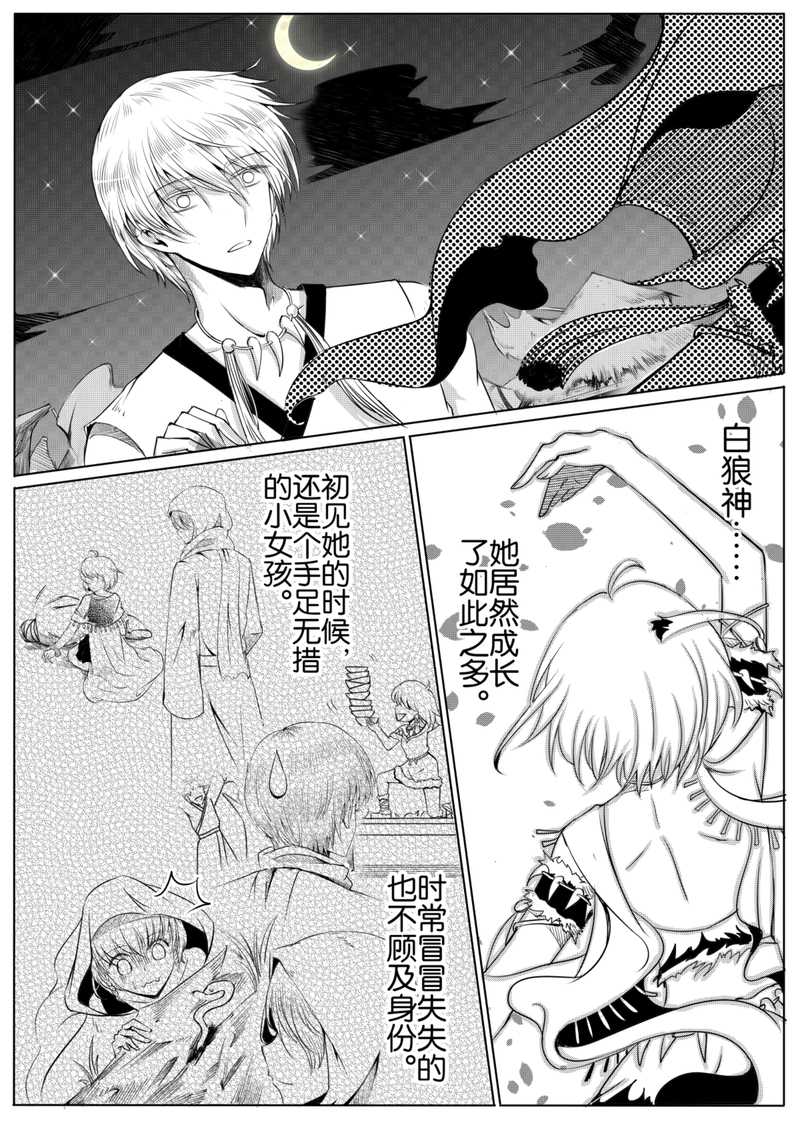 白狼神……
她居然成长
了如此之多。
初见她的时候，
还是个手足无措
的小女孩。
时常冒冒失失的
也不顾及身份。